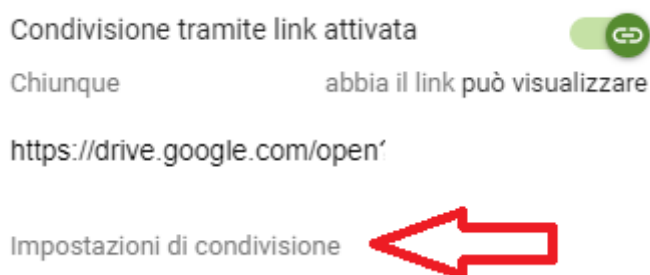 Condivisione tramite link attivata
Chiunque abbia il link può visualizzare
https://drive.google.com/open?
Impostazioni di condivisione